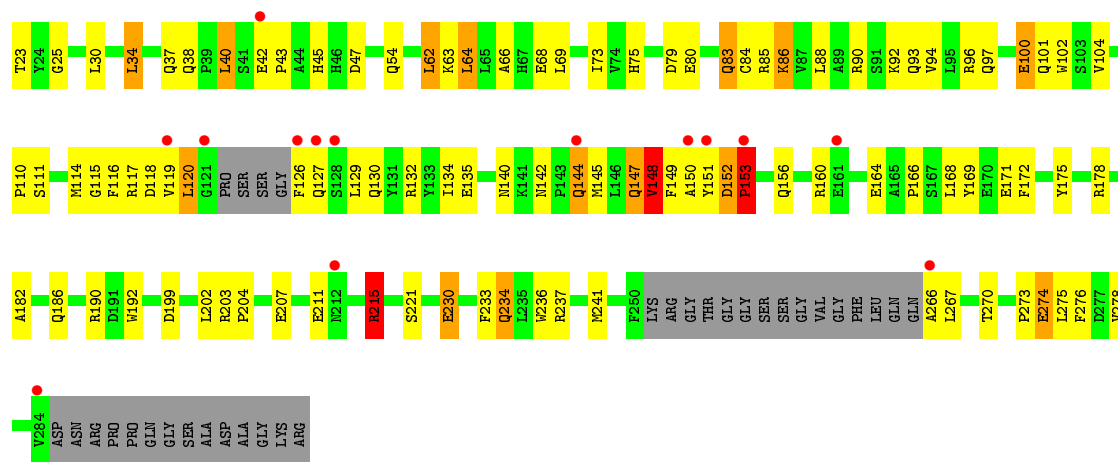 T23 Y24 G25 L30 L34 Q37 Q38 P39 L40 S41 E42 P43 A44 H45 H46 D47 Q54 L62 K63 L64 L65 A66 H67 E68 L69 I73 V74 H75 D79 E80 Q83 C84 R85 K86 V87 L88 A89 R90 S91 K92 Q93 V94 L95 R96 Q97 E100 Q101 W102 S103 V104
P110 S111 M114 G115 F116 R117 D118 V119 L120 G121 PRO SER SER GLY F126 Q127 S128 L129 Q130 Y131 R132 Y133 I134 E135 N140 K141 N142 P143 Q144 M145 L146 Q147 V148 F149 A150 Y151 D152 P153 Q156 R160 E161 E164 A165 P166 S167 L168 Y169 E170 E171 F172 Y175 R178
A182 Q186 R190 D191 W192 D199 L202 R203 P204 E207 E211 N212 R215 S221 E230 F233 Q234 L235 W236 R237 M241 F250 LYS ARG GLY THR GLY GLY SER SER GLY VAL GLY PHE LEU GLN GLN A266 L267 T270 P273 E274 L275 F276 D277 V278
V284 ASP ASN ARG PRO PRO GLN GLY SER ALA ASP ALA GLY LYS ARG